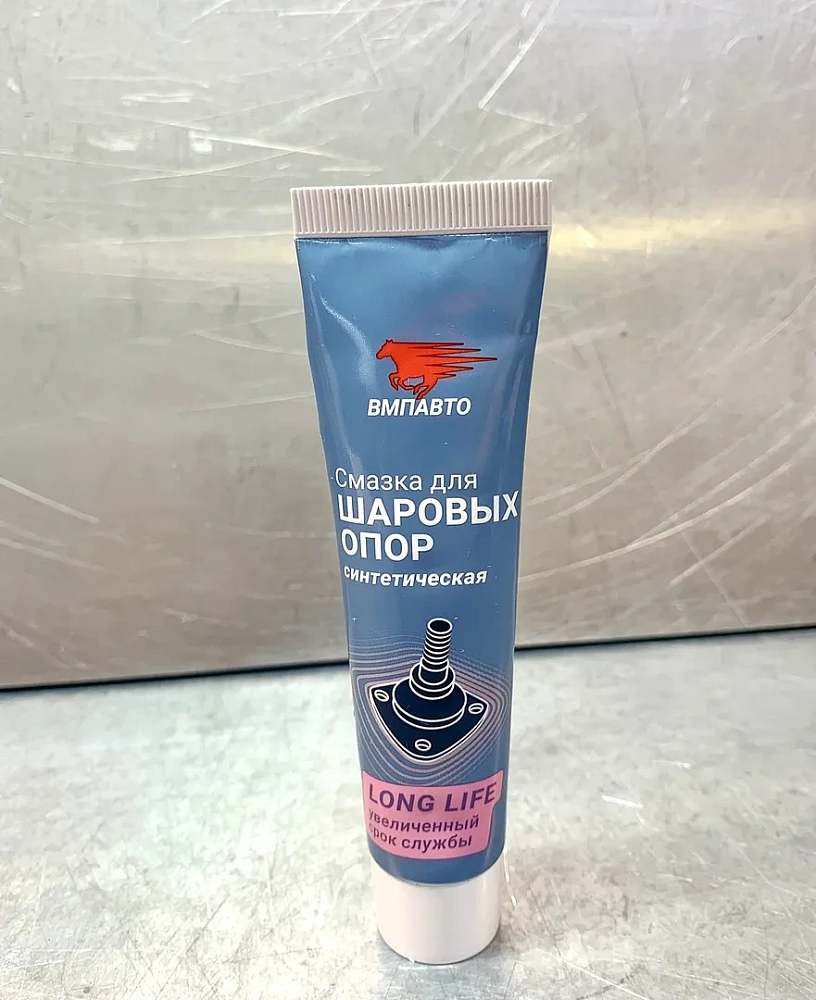 ВМПАВТО
Смазка для
ШАРОВЫХ
ОПОР
синтетическая
LONG LIFE
увеличенный
срок службы